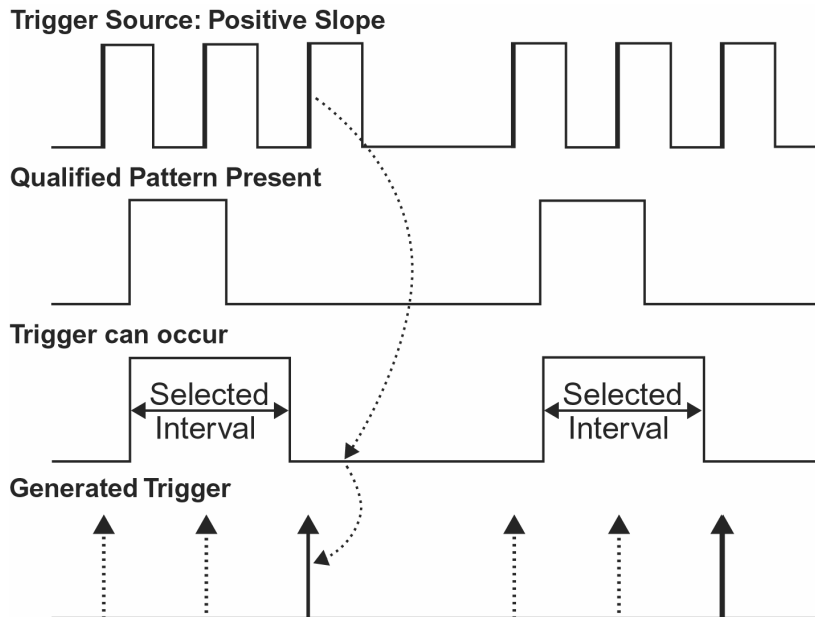 Trigger Source: Positive Slope
Qualified Pattern Present
Trigger can occur
Selected
Interval
Selected
Interval
Generated Trigger